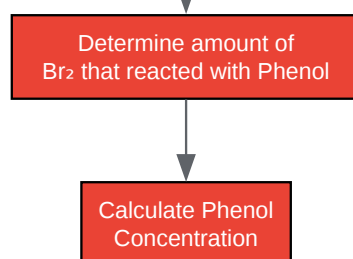 Determine amount of
Br₂ that reacted with Phenol
Calculate Phenol
Concentration